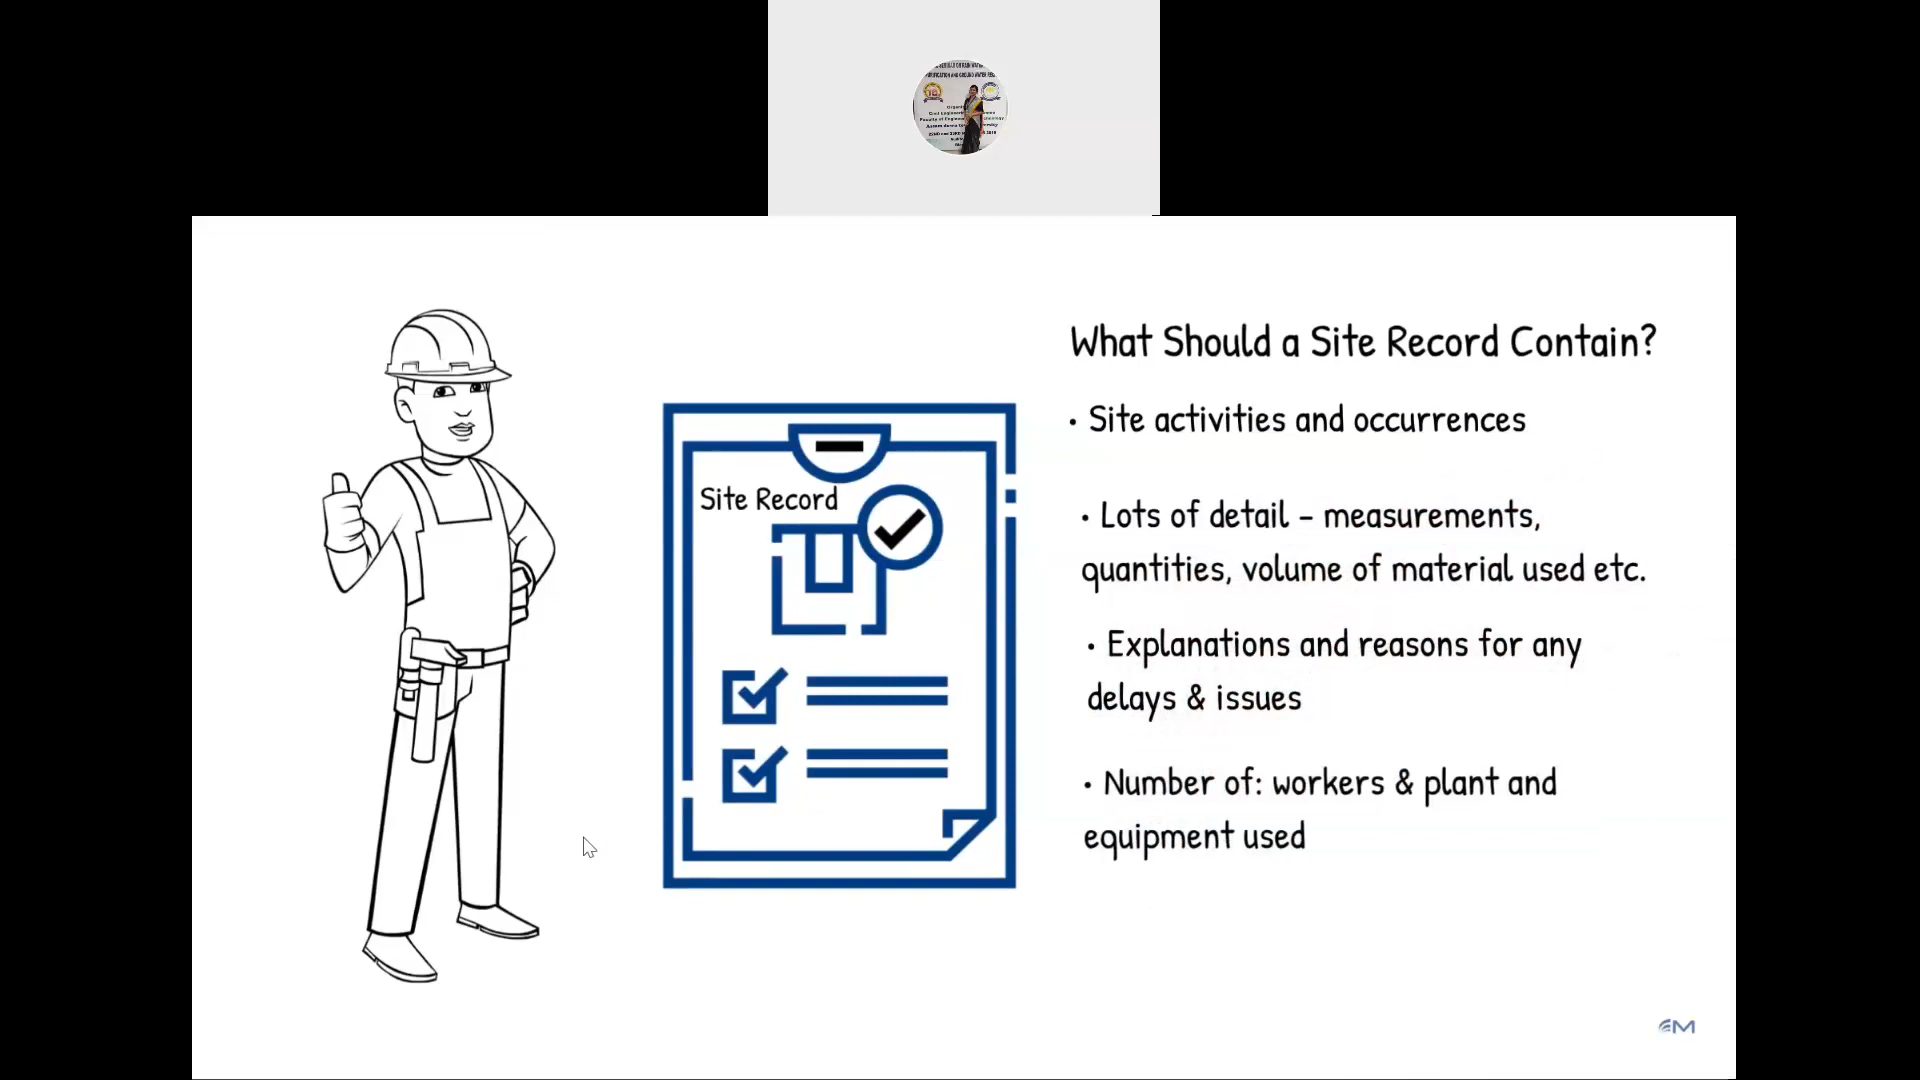 What Should a Site Record Contain?
• Site activities and occurrences
Site Record
• Lots of detail - measurements,
quantities, volume of material used etc.
• Explanations and reasons for any
delays & issues
• Number of: workers & plant and
equipment used